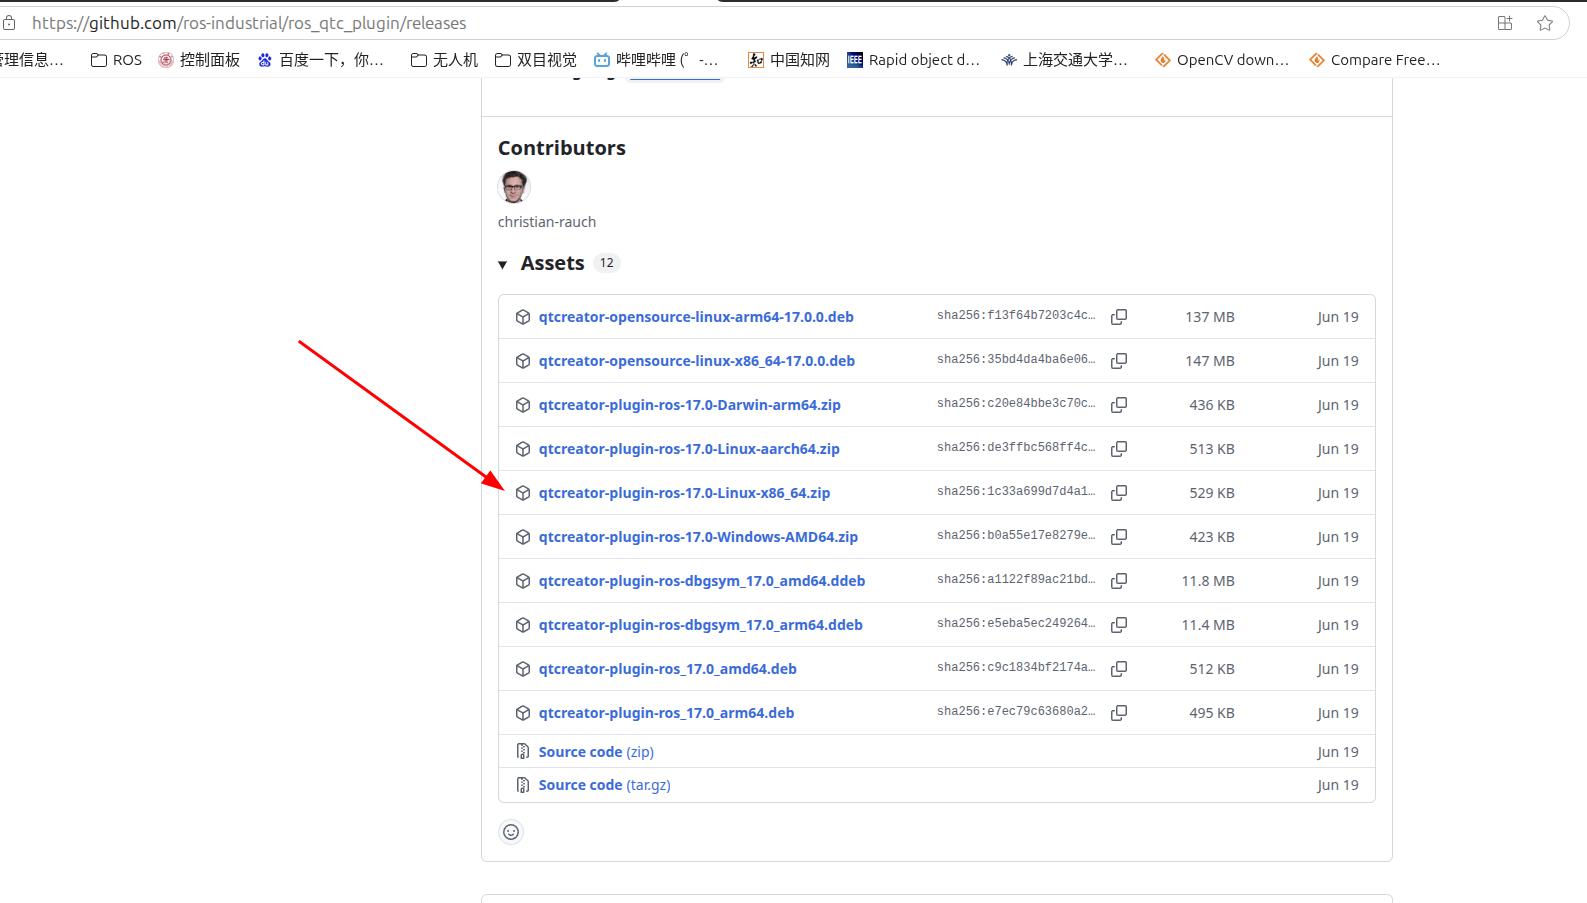 https://github.com/ros-industrial/ros_qtc_plugin/releases
管理信息... ROS 控制面板 百度一下，你... 无人机 双目视觉 哔哩哔哩 (゜-... 中国知网 Rapid object d... 上海交通大学... OpenCV down... Compare Free...
Contributors
christian-rauch
Assets 12
qtcreator-opensource-linux-arm64-17.0.0.deb sha256:f13f64b7203c4c... 137 MB Jun 19
qtcreator-opensource-linux-x86_64-17.0.0.deb sha256:35bd4da4ba6e06... 147 MB Jun 19
qtcreator-plugin-ros-17.0-Darwin-arm64.zip sha256:c20e84bbe3c70c... 436 KB Jun 19
qtcreator-plugin-ros-17.0-Linux-aarch64.zip sha256:de3ffbc568ff4c... 513 KB Jun 19
qtcreator-plugin-ros-17.0-Linux-x86_64.zip sha256:1c33a699d7d4a1... 529 KB Jun 19
qtcreator-plugin-ros-17.0-Windows-AMD64.zip sha256:b0a55e17e8279e... 423 KB Jun 19
qtcreator-plugin-ros-dbgsym_17.0_amd64.ddeb sha256:a1122f89ac21bd... 11.8 MB Jun 19
qtcreator-plugin-ros-dbgsym_17.0_arm64.ddeb sha256:e5eba5ec249264... 11.4 MB Jun 19
qtcreator-plugin-ros_17.0_amd64.deb sha256:c9c1834bf2174a... 512 KB Jun 19
qtcreator-plugin-ros_17.0_arm64.deb sha256:e7ec79c63680a2... 495 KB Jun 19
Source code (zip) Jun 19
Source code (tar.gz) Jun 19